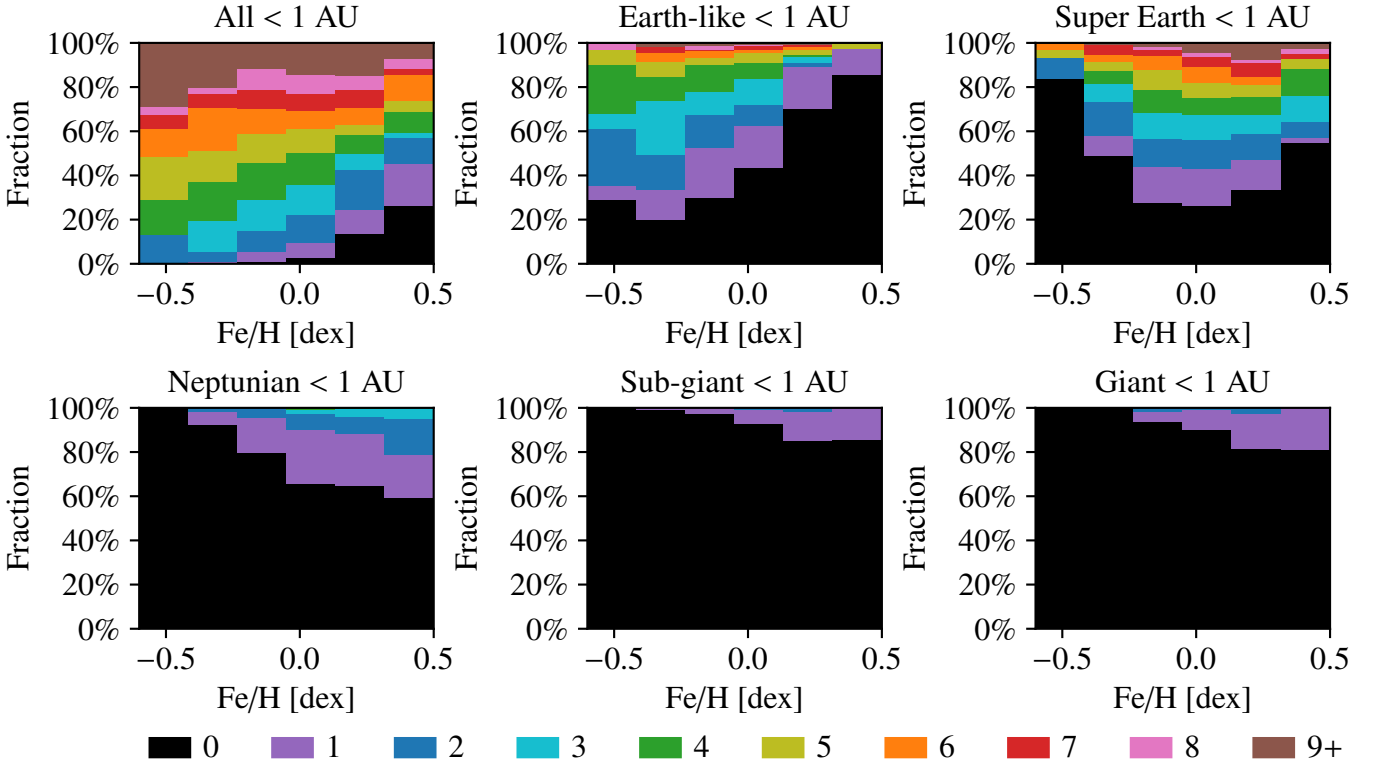 All < 1 AU
Earth-like < 1 AU
Super Earth < 1 AU
100%
80%
60%
40%
20%
0%
Fraction
−0.5
0.0
0.5
Fe/H [dex]
100%
80%
60%
40%
20%
0%
Fraction
−0.5
0.0
0.5
Fe/H [dex]
100%
80%
60%
40%
20%
0%
Fraction
−0.5
0.0
0.5
Fe/H [dex]
Neptunian < 1 AU
Sub-giant < 1 AU
Giant < 1 AU
100%
80%
60%
40%
20%
0%
Fraction
−0.5
0.0
0.5
Fe/H [dex]
100%
80%
60%
40%
20%
0%
Fraction
−0.5
0.0
0.5
Fe/H [dex]
100%
80%
60%
40%
20%
0%
Fraction
−0.5
0.0
0.5
Fe/H [dex]
0 1 2 3 4 5 6 7 8 9+